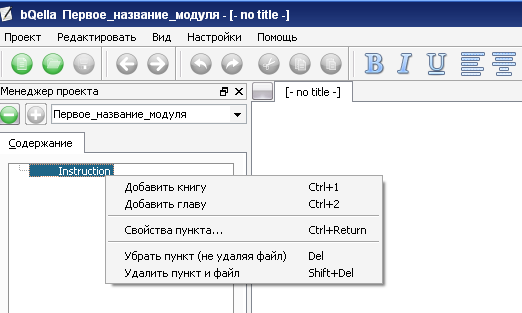 bQella Первое_название_модуля - [- no title -]
Проект Редактировать Вид Настройки Помощь
B I U
Менеджер проекта
[- no title -]
Первое_название_модуля
Содержание
Instruction
Добавить книгу Ctrl+1
Добавить главу Ctrl+2
Свойства пункта... Ctrl+Return
Убрать пункт (не удаляя файл) Del
Удалить пункт и файл Shift+Del